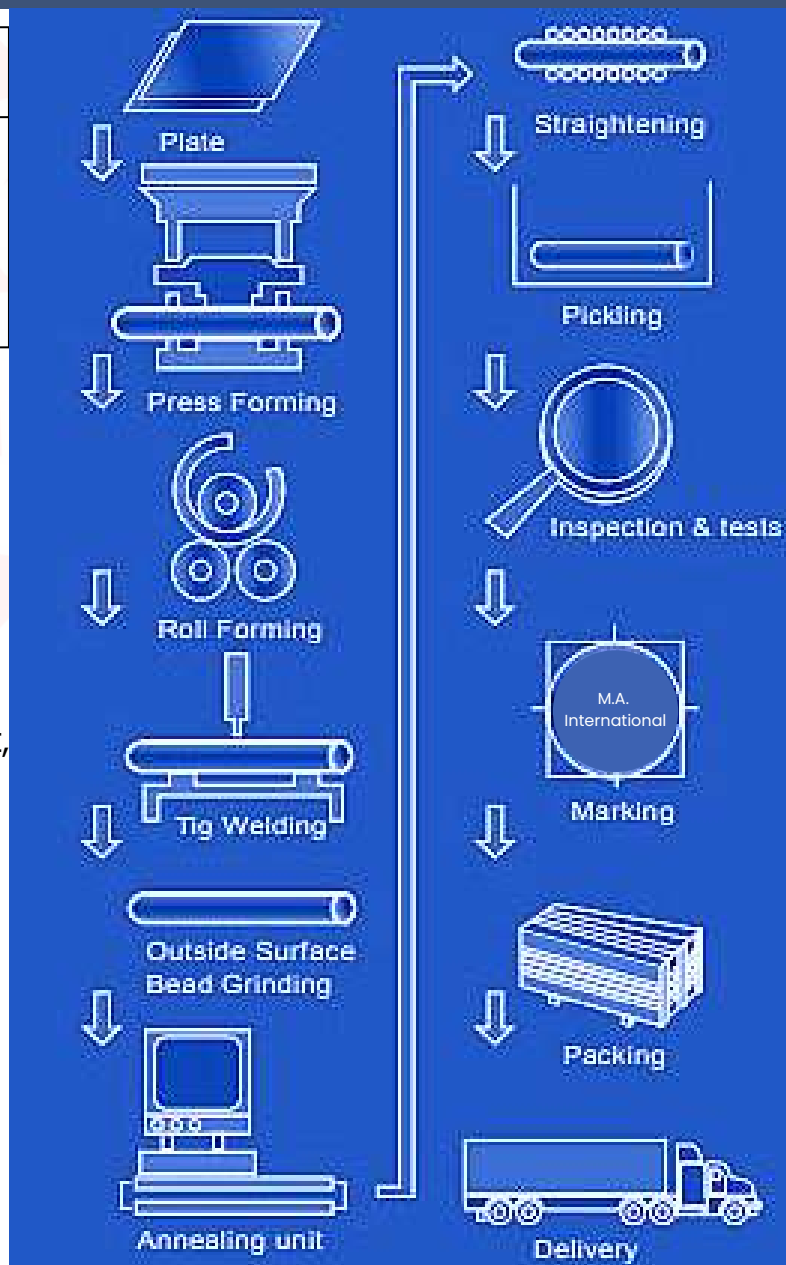 Plate
Press Forming
Roll Forming
Tig Welding
Outside Surface
Bead Grinding
Annealing unit
Straightening
Pickling
Inspection & tests
M.A.
International
Marking
Packing
Delivery